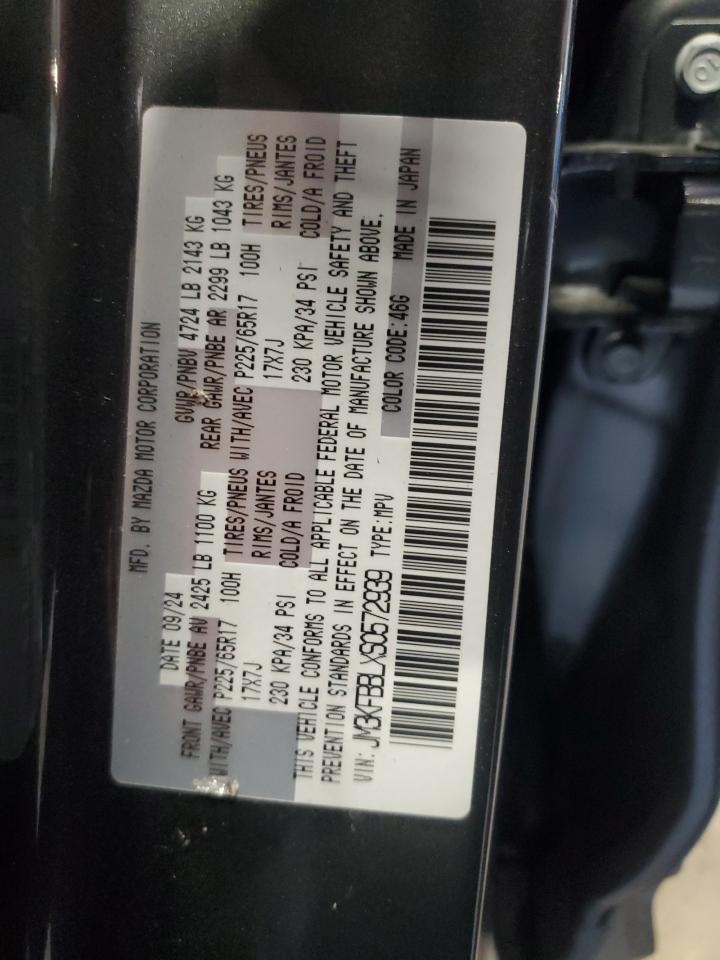 MFD. BY MAZDA MOTOR CORPORATION
DATE 09/24 GVWR/PNBV 4724 LB 2143 KG
FRONT GAWR/PNBE AV 2425 LB 1100 KG REAR GAWR/PNBE AR 2299 LB 1043 KG
WITH/AVEC P225/65R17 100H TIRES/PNEUS WITH/AVEC P225/65R17 100H TIRES/PNEUS
17X7J RIMS/JANTES 17X7J RIMS/JANTES
230 KPA/34 PSI COLD/A FROID 230 KPA/34 PSI COLD/A FROID
THIS VEHICLE CONFORMS TO ALL APPLICABLE FEDERAL MOTOR VEHICLE SAFETY AND THEFT
PREVENTION STANDARDS IN EFFECT ON THE DATE OF MANUFACTURE SHOWN ABOVE.
VIN: JM3KFBBLXS0572939 TYPE:MPV COLOR CODE:46G MADE IN JAPAN
10